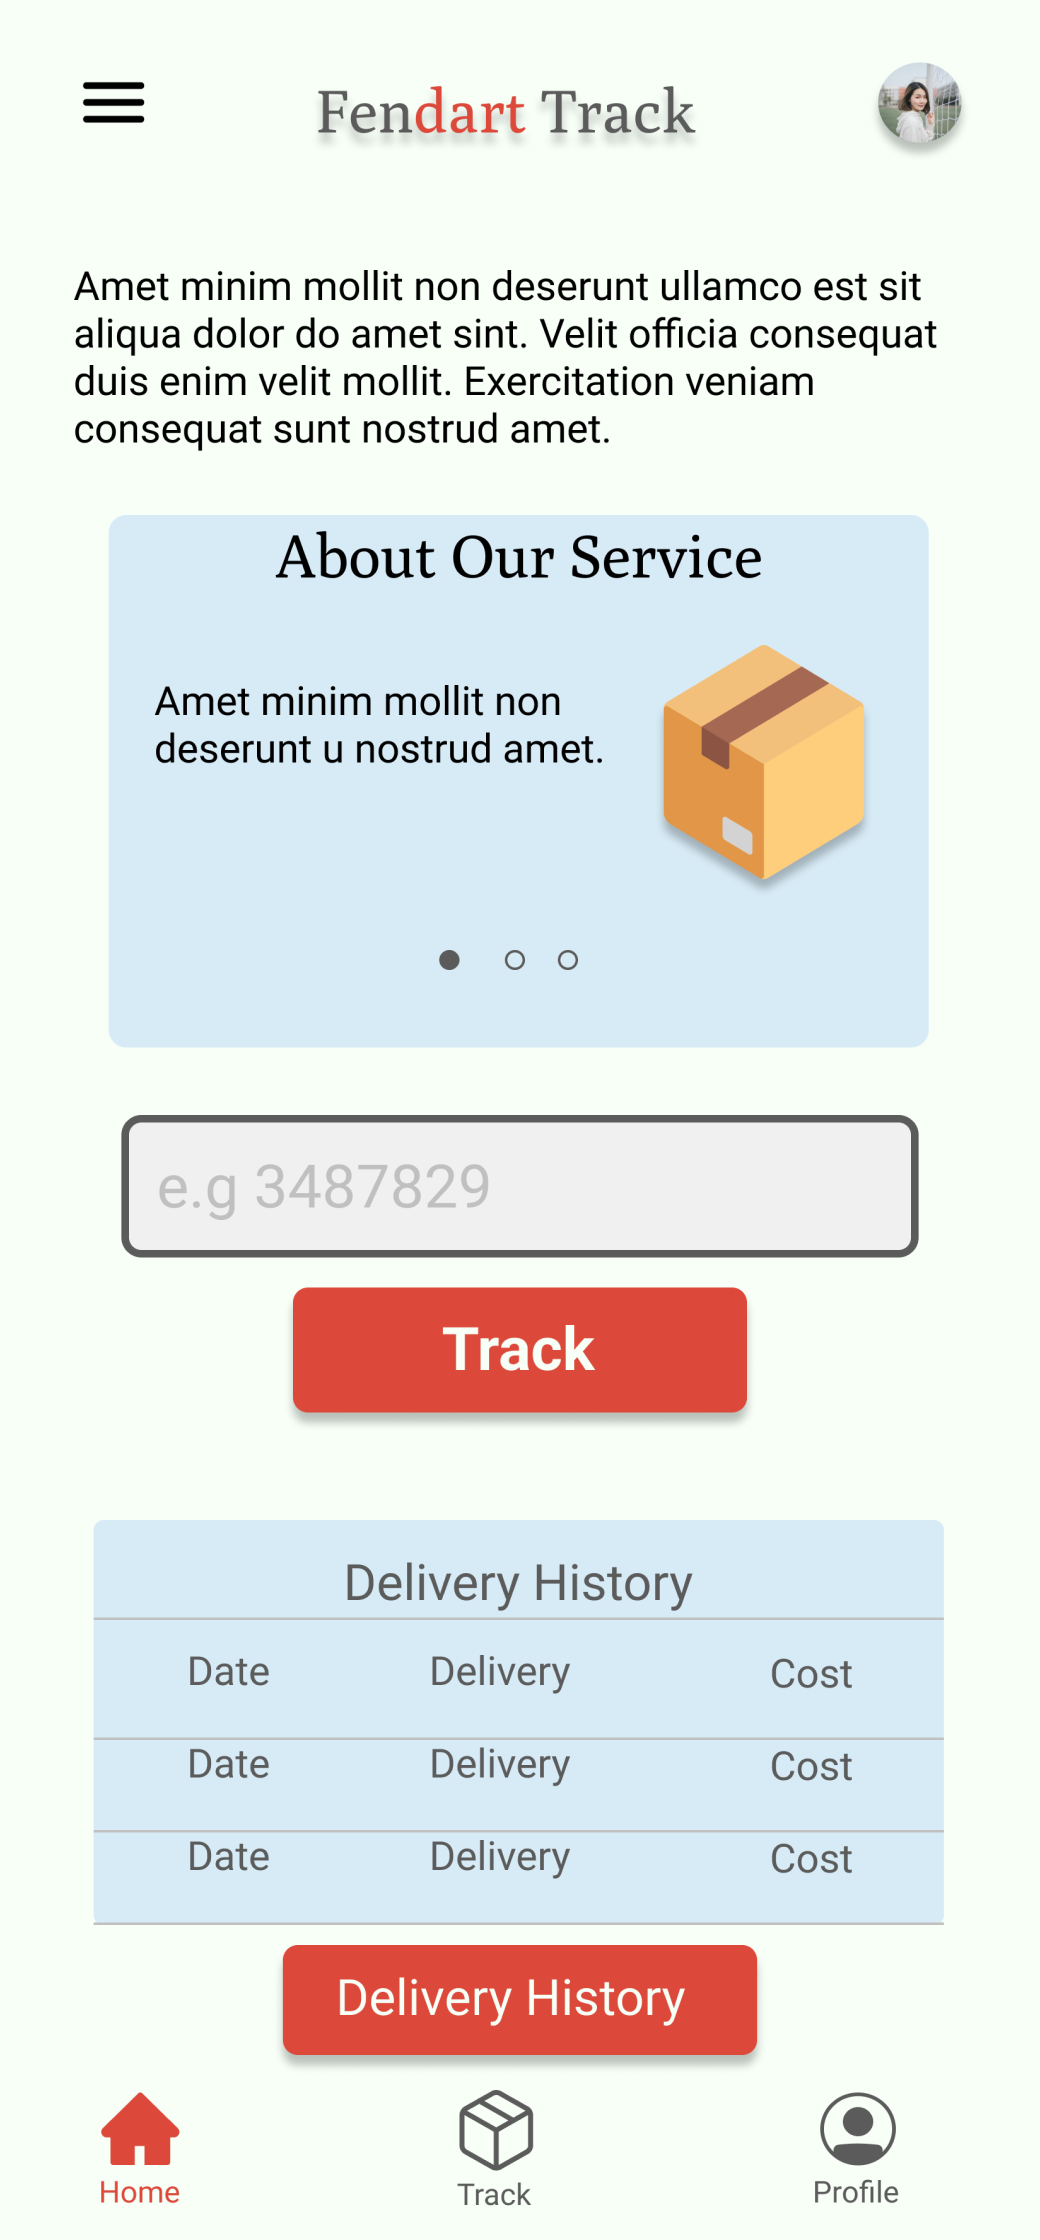 Fendart Track
Amet minim mollit non deserunt ullamco est sit
aliqua dolor do amet sint. Velit officia consequat
duis enim velit mollit. Exercitation veniam
consequat sunt nostrud amet.
About Our Service
Amet minim mollit non
deserunt u nostrud amet.
e.g 3487829
Track
Delivery History
Date Delivery Cost
Date Delivery Cost
Date Delivery Cost
Delivery History
Home Track Profile